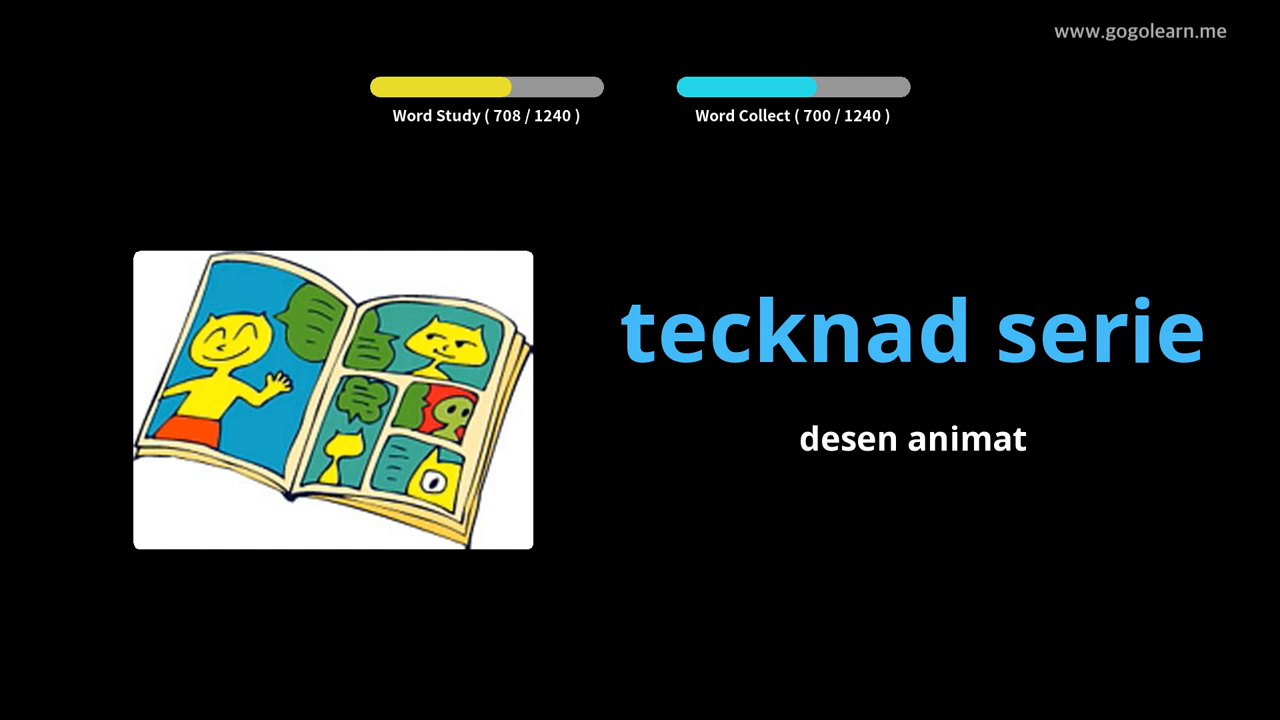 www.gogolearn.me
Word Study ( 708 / 1240 )
Word Collect ( 700 / 1240 )
tecknad serie
desen animat